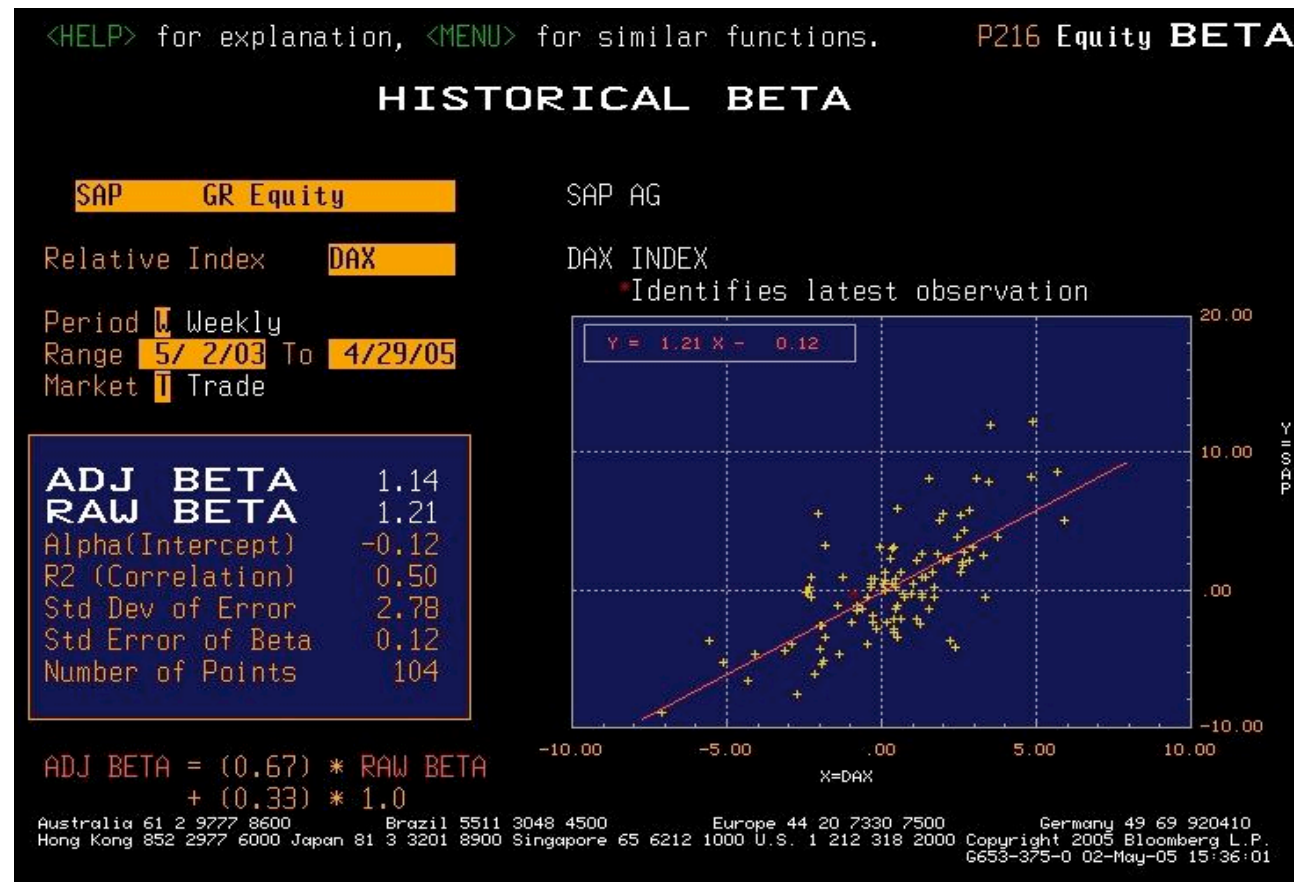 <HELP> for explanation, <MENU> for similar functions. P216 Equity BETA
HISTORICAL BETA
SAP GR Equity
SAP AG
Relative Index DAX
DAX INDEX
*Identifies latest observation
Period W Weekly
Range 5/ 2/03 To 4/29/05
Market T Trade
ADJ BETA 1.14
RAW BETA 1.21
Alpha(Intercept) -0.12
R2 (Correlation) 0.50
Std Dev of Error 2.78
Std Error of Beta 0.12
Number of Points 104
ADJ BETA = (0.67) * RAW BETA
+ (0.33) * 1.0
Y = 1.21 X - 0.12
20.00
10.00
.00
-10.00
Y=SAP
-10.00 -5.00 .00 5.00 10.00
X=DAX
Australia 61 2 9777 8600 Brazil 5511 3048 4500 Europe 44 20 7330 7500 Germany 49 69 920410
Hong Kong 852 2977 6000 Japan 81 3 3201 8900 Singapore 65 6212 1000 U.S. 1 212 318 2000 Copyright 2005 Bloomberg L.P.
G653-375-0 02-May-05 15:36:01